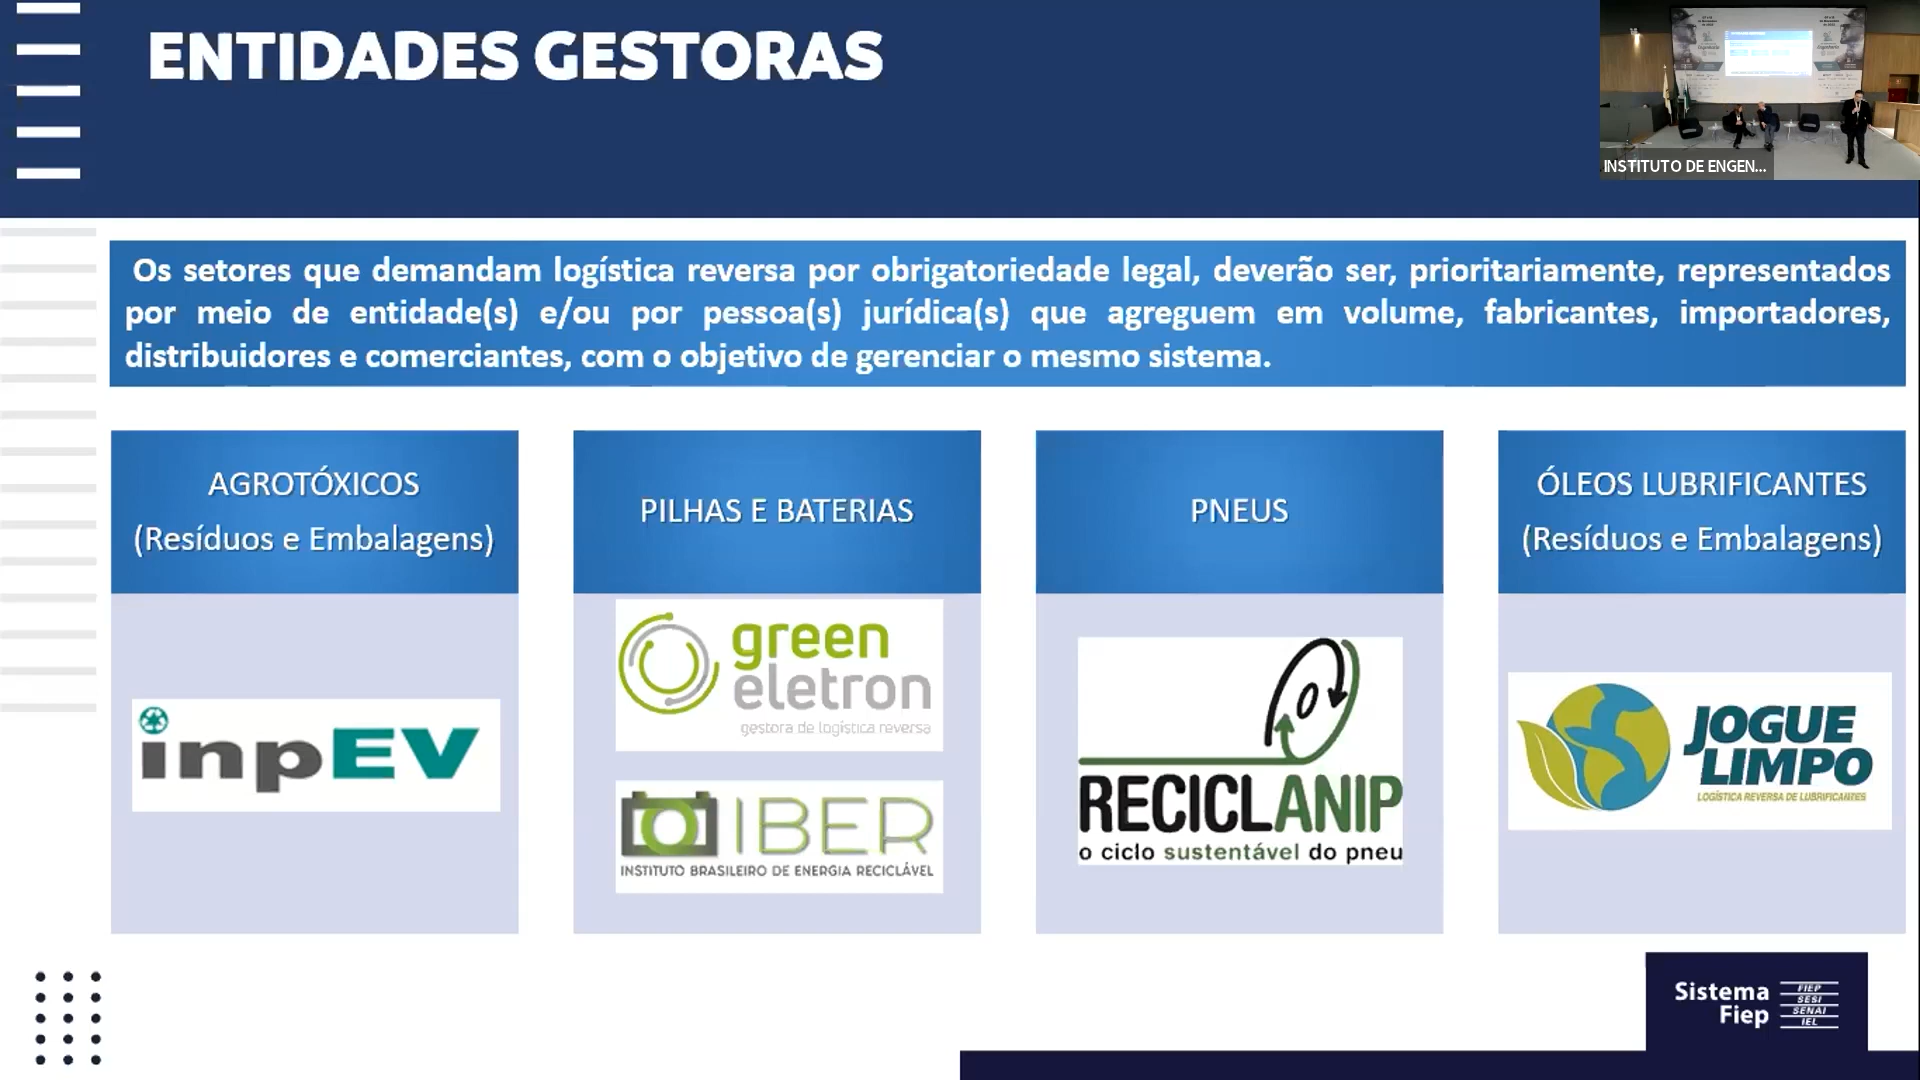 ENTIDADES GESTORAS
INSTITUTO DE ENGEN...
Os setores que demandam logística reversa por obrigatoriedade legal, deverão ser, prioritariamente, representados
por meio de entidade(s) e/ou por pessoa(s) jurídica(s) que agreguem em volume, fabricantes, importadores,
distribuidores e comerciantes, com o objetivo de gerenciar o mesmo sistema.
AGROTÓXICOS
(Resíduos e Embalagens)
inpEV
PILHAS E BATERIAS
green
eletron
gestora de logística reversa
IBER
INSTITUTO BRASILEIRO DE ENERGIA RECICLÁVEL
PNEUS
RECICLANIP
o ciclo sustentável do pneu
ÓLEOS LUBRIFICANTES
(Resíduos e Embalagens)
JOGUE
LIMPO
LOGÍSTICA REVERSA DE LUBRIFICANTES
Sistema
Fiep
FIEP
SESI
SENAI
IEL